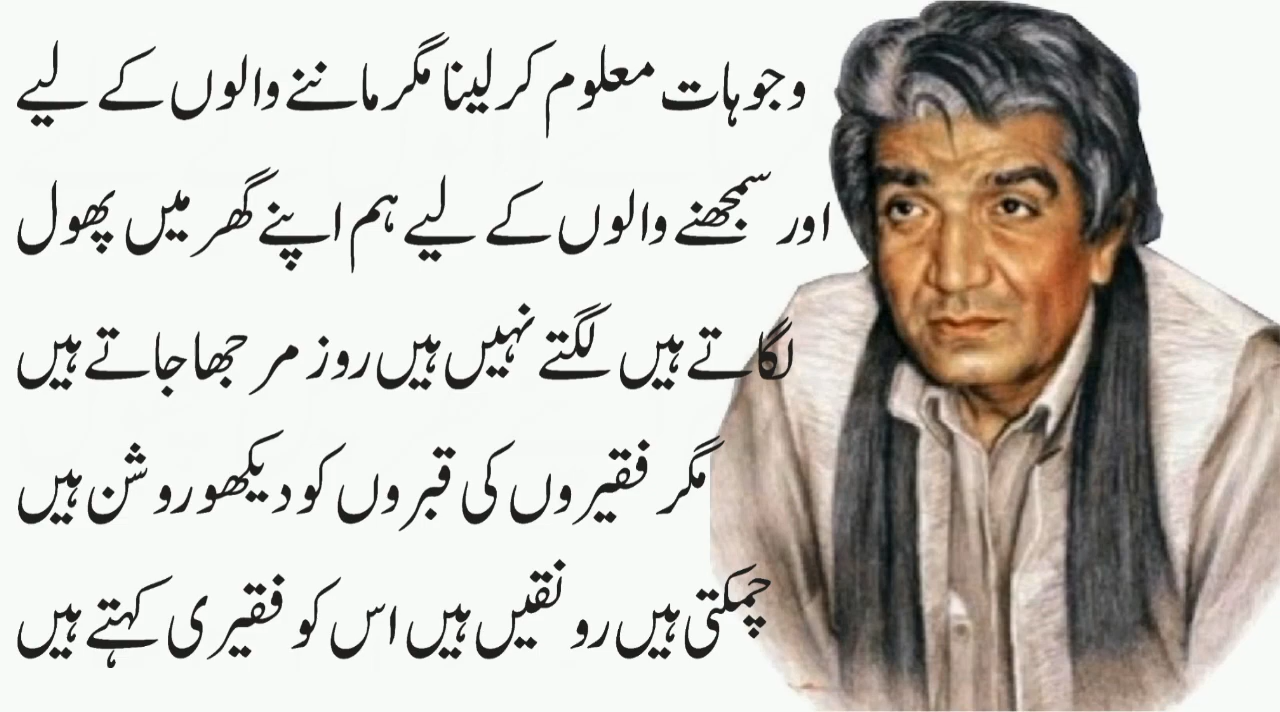 وجوہات معلوم کر لینا مگر ماننے والوں کے لیے
اور سمجھنے والوں کے لیے ہم اپنے گھر میں پھول
لگاتے ہیں لگتے نہیں ہیں روز مرجھا جاتے ہیں
مگر فقیروں کی قبروں کو دیکھو روشن ہیں
چمکتی ہیں رونقیں ہیں اس کو فقیری کہتے ہیں